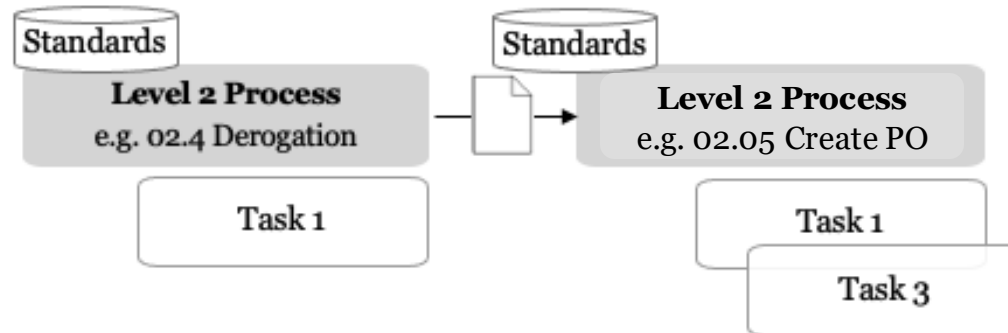 Standards
Level 2 Process
e.g. 02.4 Derogation
Task 1
Standards
Level 2 Process
e.g. 02.05 Create PO
Task 1
Task 3